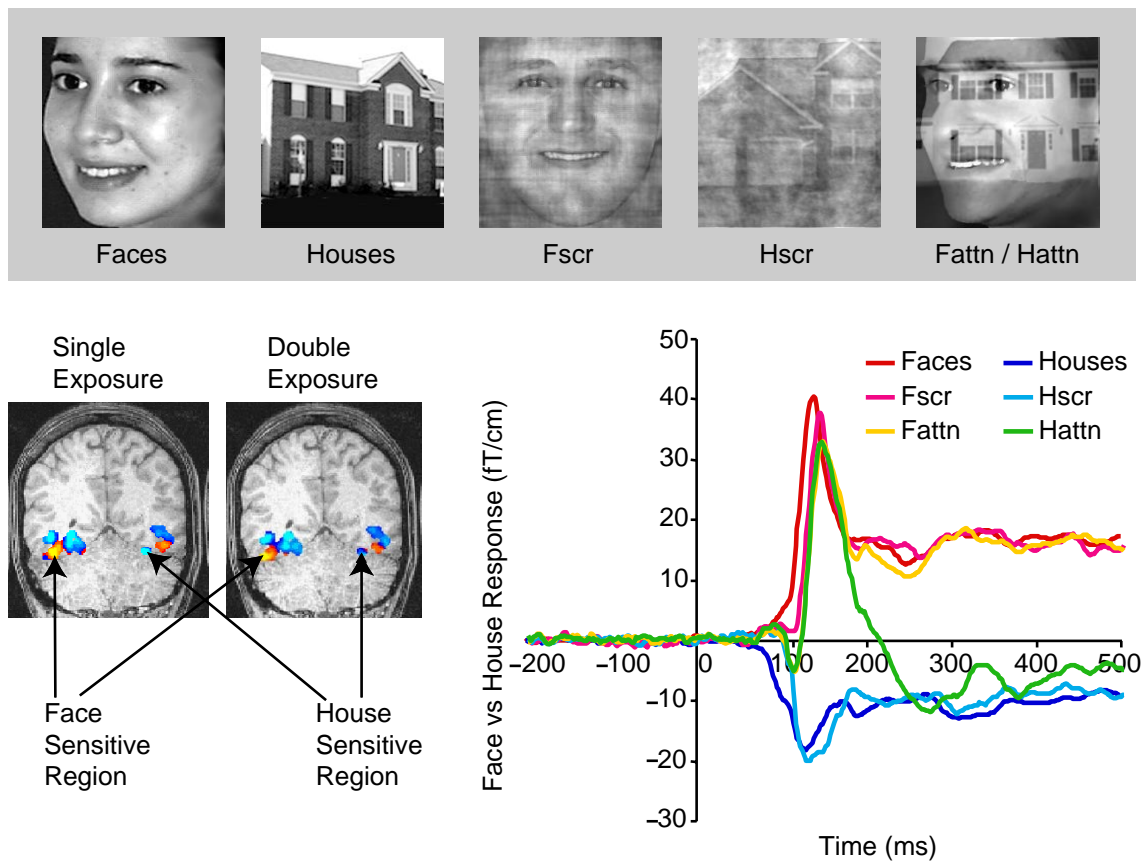 Faces
Houses
Fscr
Hscr
Fattn / Hattn
Single
Exposure
Double
Exposure
Face
Sensitive
Region
House
Sensitive
Region
Face vs House Response (fT/cm)
50
40
30
20
10
−10
−20
−30
Faces
Houses
Fscr
Hscr
Fattn
Hattn
−200
−100
0
100
200
300
400
500
Time (ms)